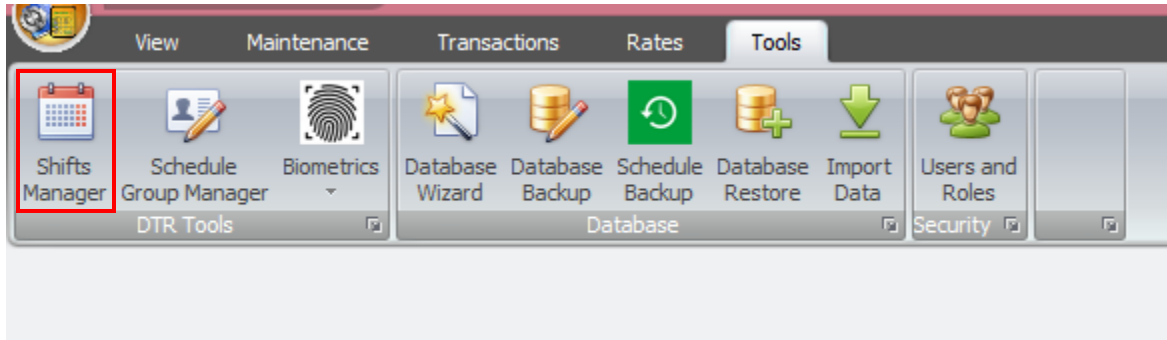 View Maintenance Transactions Rates Tools
Shifts Manager
Schedule Group Manager
Biometrics
Database Wizard
Database Backup
Schedule Backup
Database Restore
Import Data
Users and Roles
DTR Tools
Database
Security